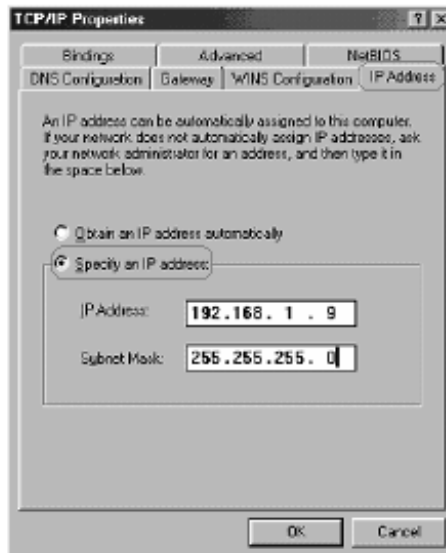 TCP/IP Properties
Bindings Advanced NetBIOS
DNS Configuration Gateway WINS Configuration IP Address
An IP address can be automatically assigned to this computer.
If your network does not automatically assign IP addresses, ask
your network administrator for an address, and then type it in
the space below.
Obtain an IP address automatically
Specify an IP address:
IP Address: 192.168. 1 . 9
Subnet Mask: 255.255.255. 0
OK Cancel